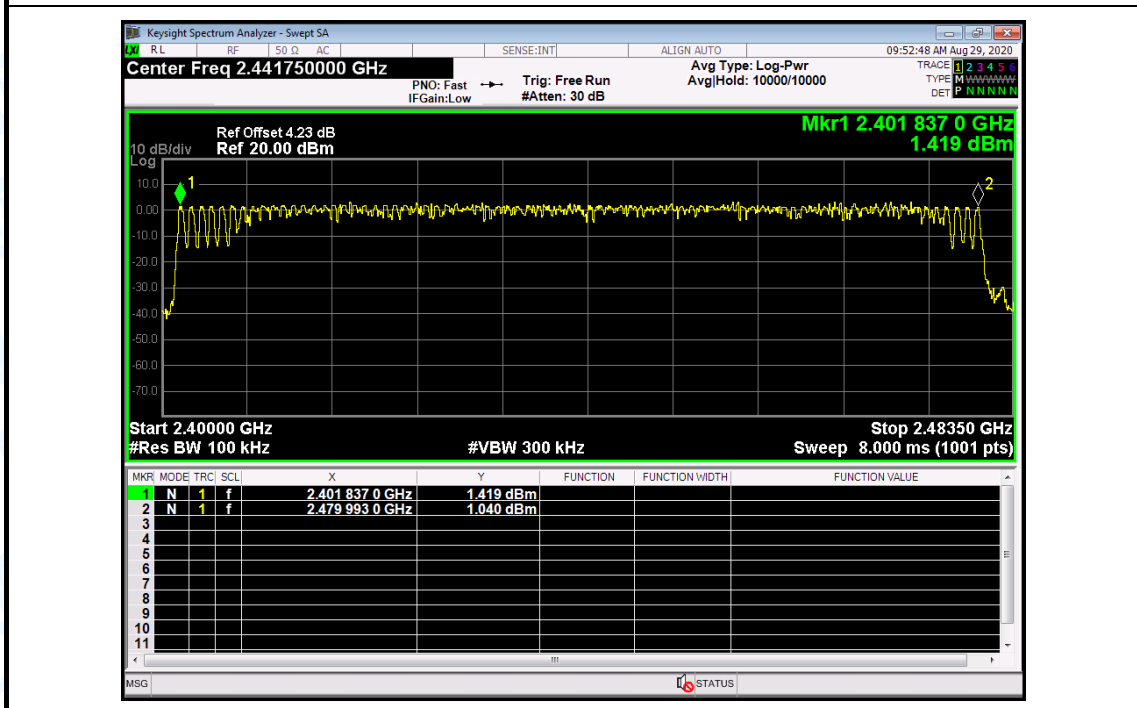 Keysight Spectrum Analyzer - Swept SA
LXI RL RF 50 Ω AC SENSE:INT ALIGN AUTO 09:52:48 AM Aug 29, 2020
Center Freq 2.441750000 GHz
PNO: Fast
IFGain:Low
Trig: Free Run
#Atten: 30 dB
Avg Type: Log-Pwr
Avg|Hold: 10000/10000
TRACE 1 2 3 4 5 6
TYPE M WWWWW
DET P N N N N N
Mkr1 2.401 837 0 GHz
1.419 dBm
Ref Offset 4.23 dB
10 dB/div Ref 20.00 dBm
Log
10.0
0.00
-10.0
-20.0
-30.0
-40.0
-50.0
-60.0
-70.0
1
2
Start 2.40000 GHz Stop 2.48350 GHz
#Res BW 100 kHz #VBW 300 kHz Sweep 8.000 ms (1001 pts)
MKR MODE TRC SCL X Y FUNCTION FUNCTION WIDTH FUNCTION VALUE
1 N 1 f 2.401 837 0 GHz 1.419 dBm
2 N 1 f 2.479 993 0 GHz 1.040 dBm
3
4
5
6
7
8
9
10
11
MSG STATUS